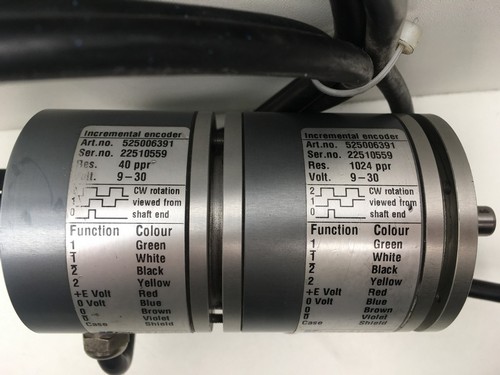 Incremental encoder
Art.no. 525006391
Ser.no. 22510559
Res. 40 ppr
Volt. 9-30
2 CW rotation
1 viewed from
0 shaft end
Function Colour
1 Green
1̅ White
2̅ Black
2 Yellow
+E Volt Red
0 Volt Blue
0 Brown
0̅ Violet
Case Shield
Incremental encoder
Art.no. 525006391
Ser.no. 22510559
Res. 1024 ppr
Volt. 9-30
2 CW rotation
1 viewed from
0 shaft end
Function Colour
1 Green
1̅ White
2̅ Black
2 Yellow
+E Volt Red
0 Volt Blue
0 Brown
0̅ Violet
Case Shield